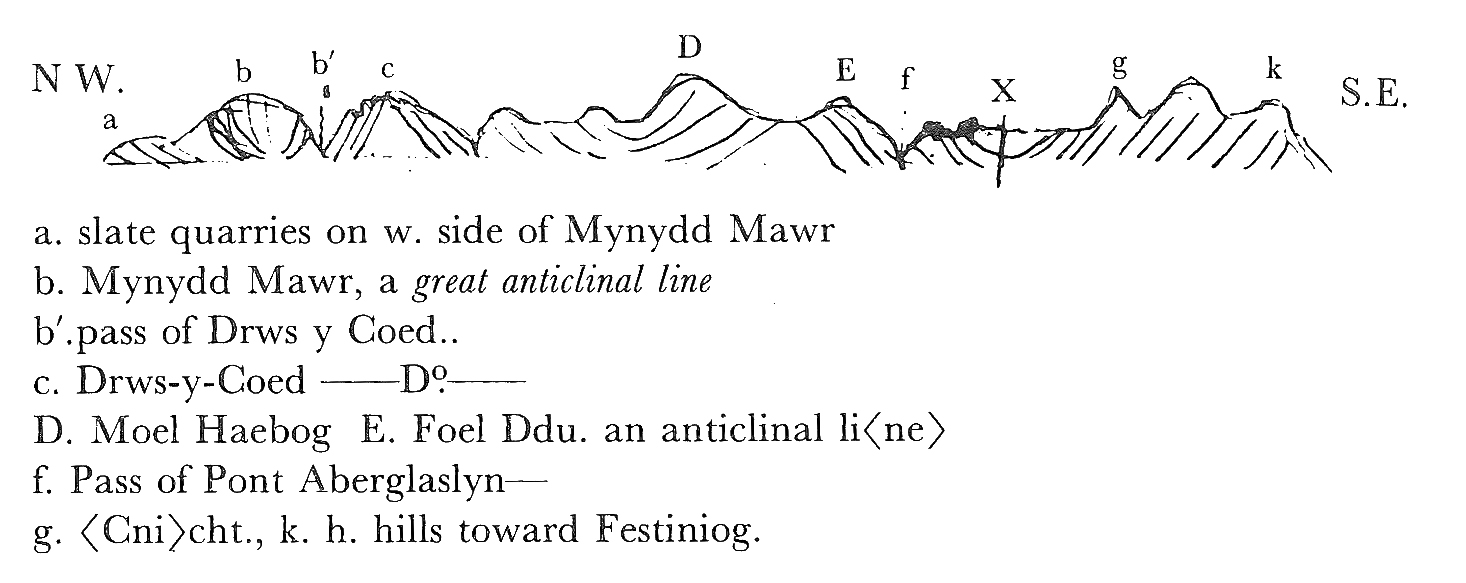 D
b b′ c E f g k
N W. X S.E.
a
a. slate quarries on w. side of Mynydd Mawr
b. Mynydd Mawr, a great anticlinal line
b′.pass of Drws y Coed..
c. Drws-y-Coed ——Dº.——
D. Moel Haebog E. Foel Ddu. an anticlinal li〈ne〉
f. Pass of Pont Aberglaslyn—
g. 〈Cni〉cht., k. h. hills toward Festiniog.